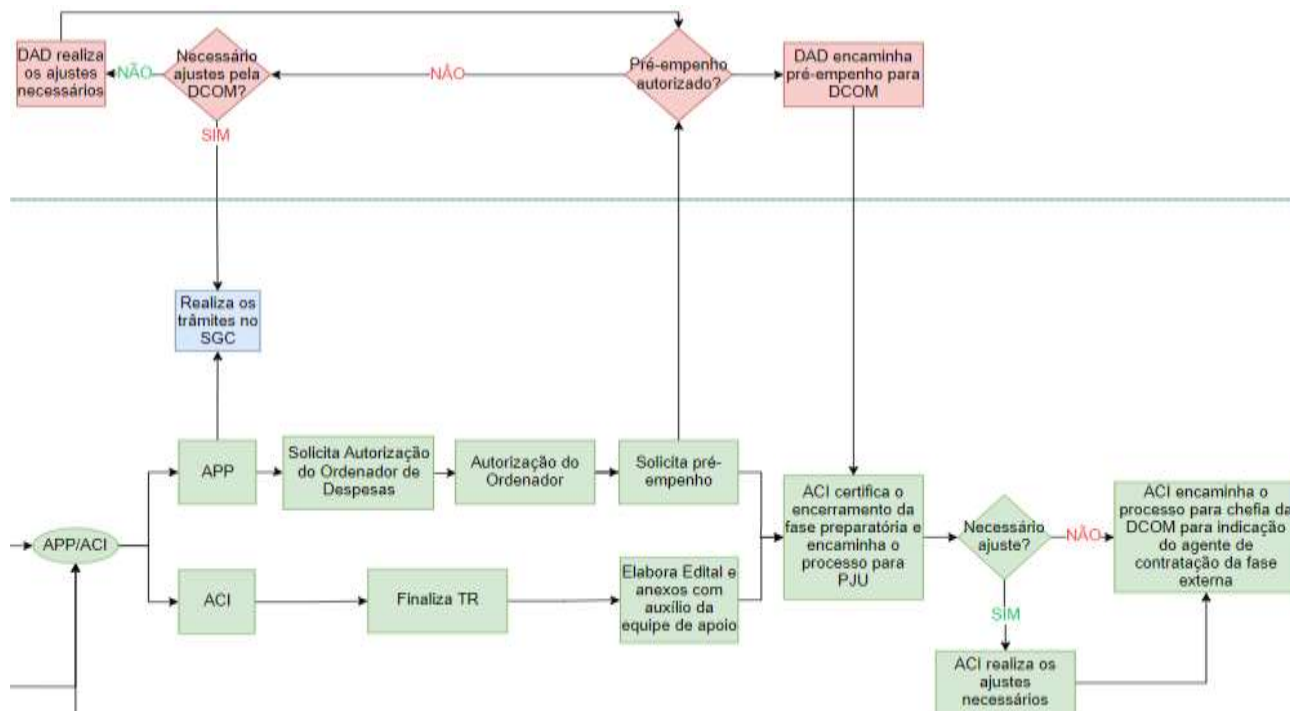 DAD realiza
os ajustes
necessários
NÃO
Necessário
ajustes pela
DCOM?
NÃO
Pré-empenho
autorizado?
DAD encaminha
pré-empenho para
DCOM
SIM
Realiza os
trâmites no
SGC
APP
Solicita Autorização
do Ordenador de
Despesas
Autorização do
Ordenador
Solicita pré-
empenho
APP/ACI
ACI
Finaliza TR
Elabora Edital e
anexos com
auxílio da
equipe de apoio
ACI certifica o
encerramento da
fase preparatória e
encaminha o
processo para
PJU
Necessário
ajuste?
NÃO
ACI encaminha o
processo para chefia da
DCOM para indicação
do agente de
contratação da fase
externa
SIM
ACI realiza os
ajustes
necessários